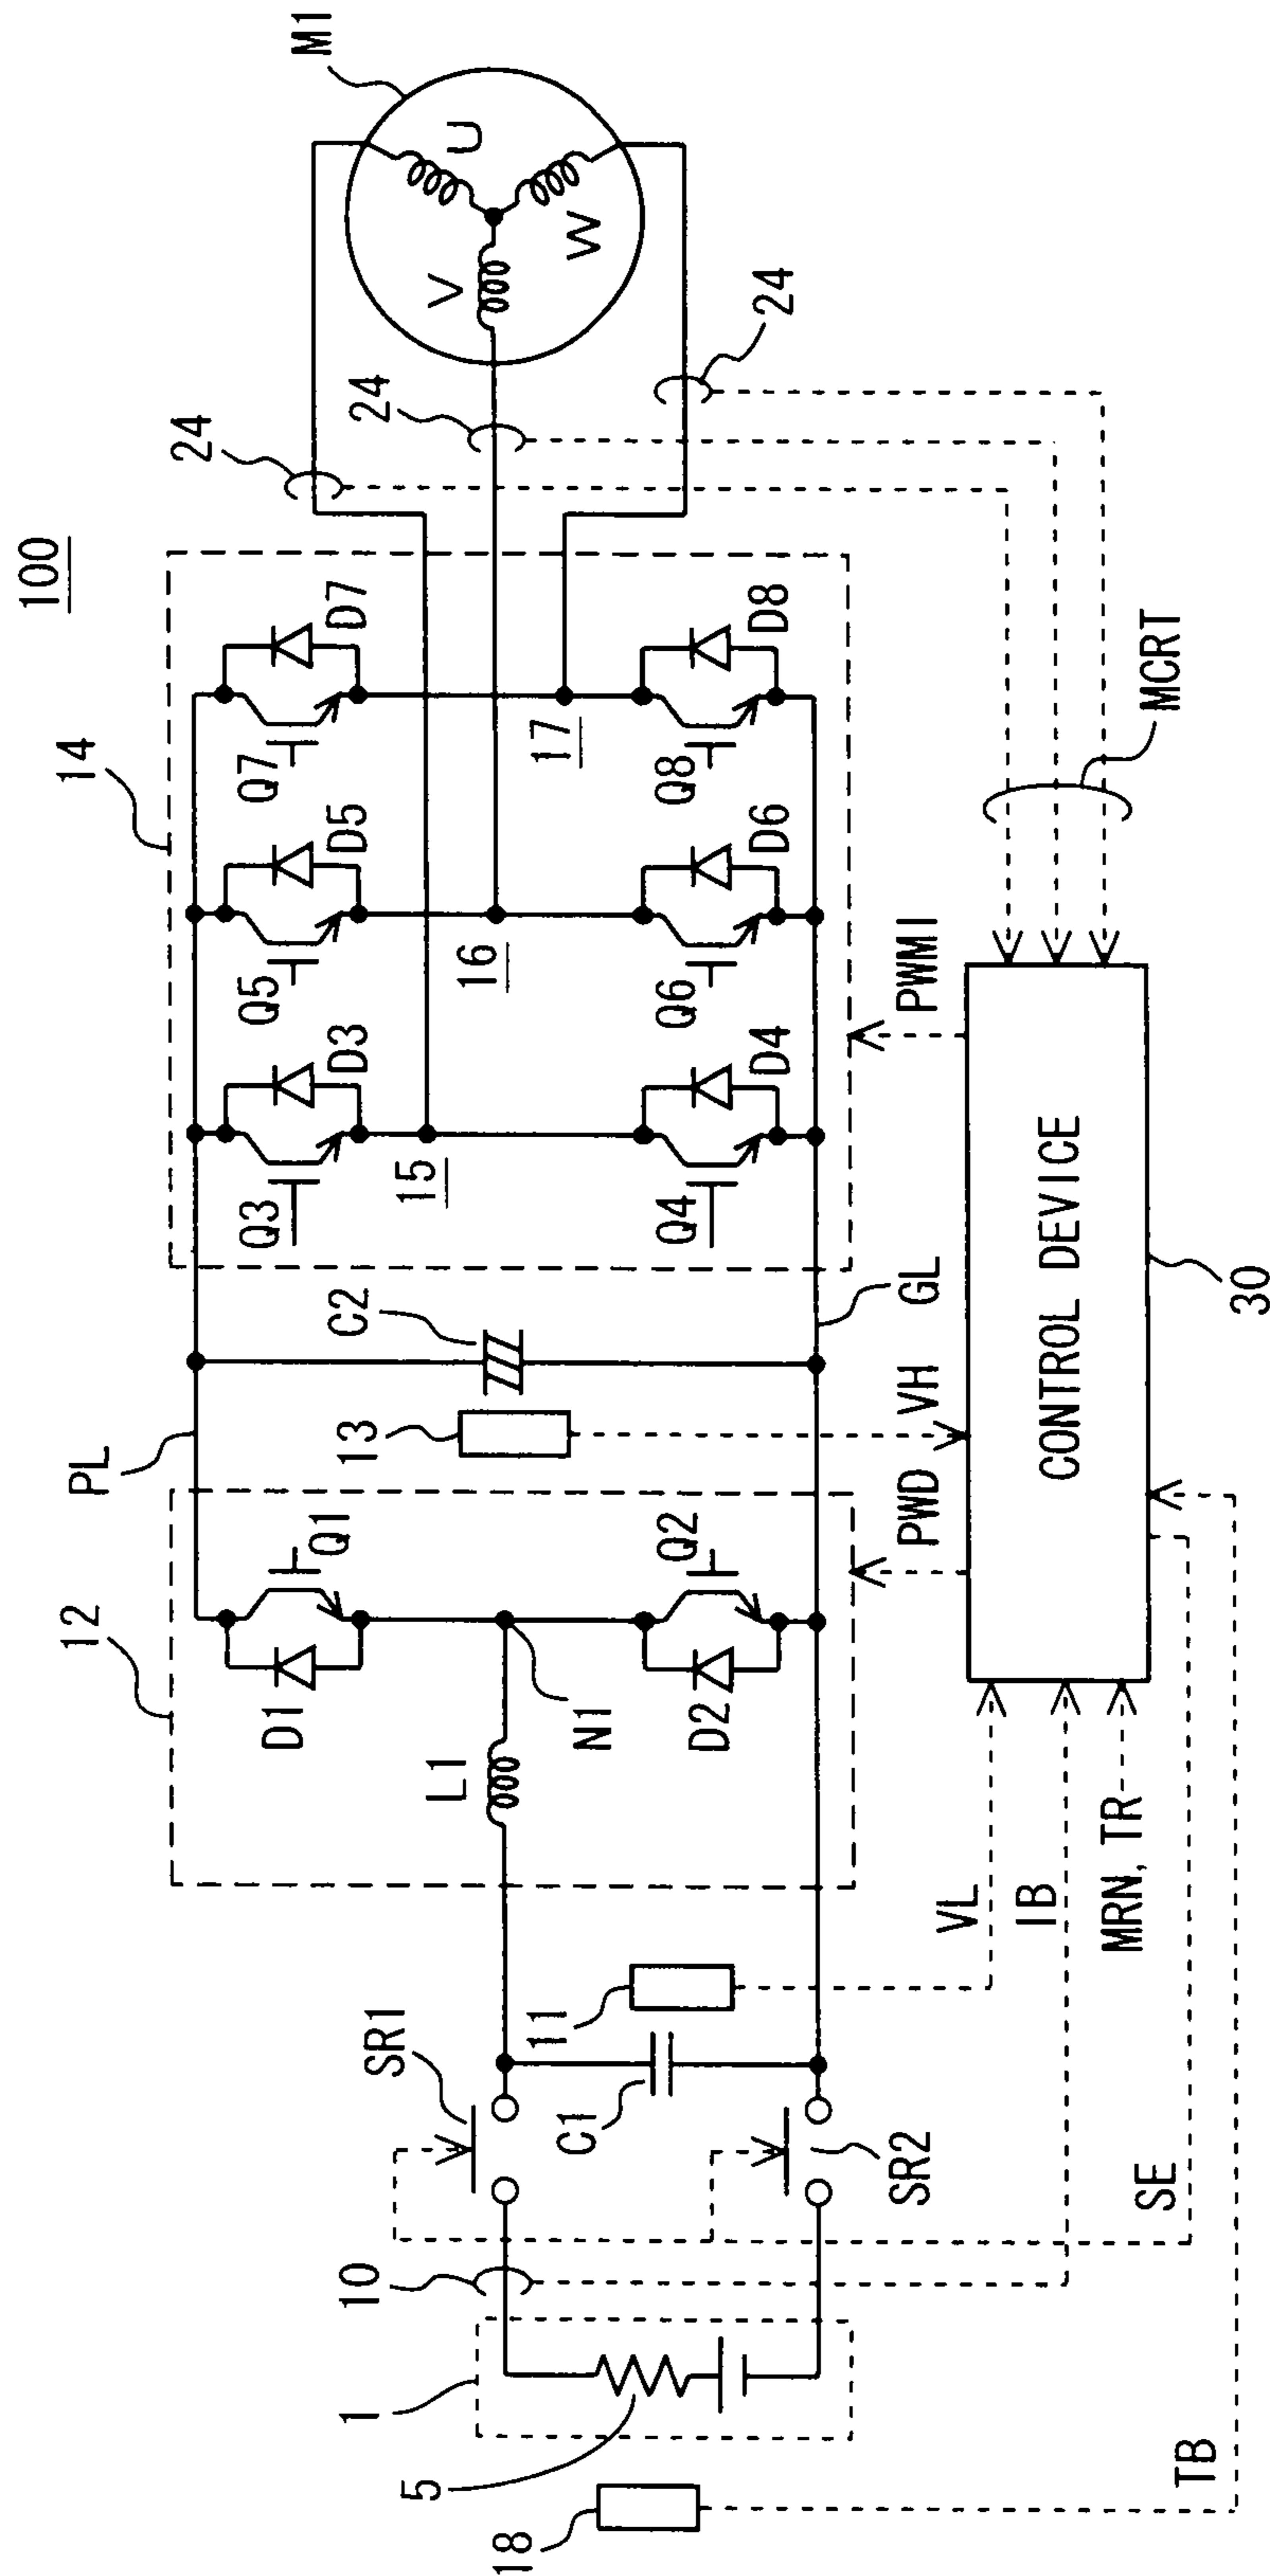 100
M1
U
V
W
24
24
24
14
D7
Q7
D5
Q5
D3
Q3
17
16
15
D8
Q8
D6
Q6
D4
Q4
MCRT
PWMI
C2
13
GL
VH
PL
12
Q1
D1
Q2
D2
N1
L1
PWD
CONTROL DEVICE
30
VL
IB
MRN, TR
SR1
11
C1
SR2
SE
10
1
5
18
TB